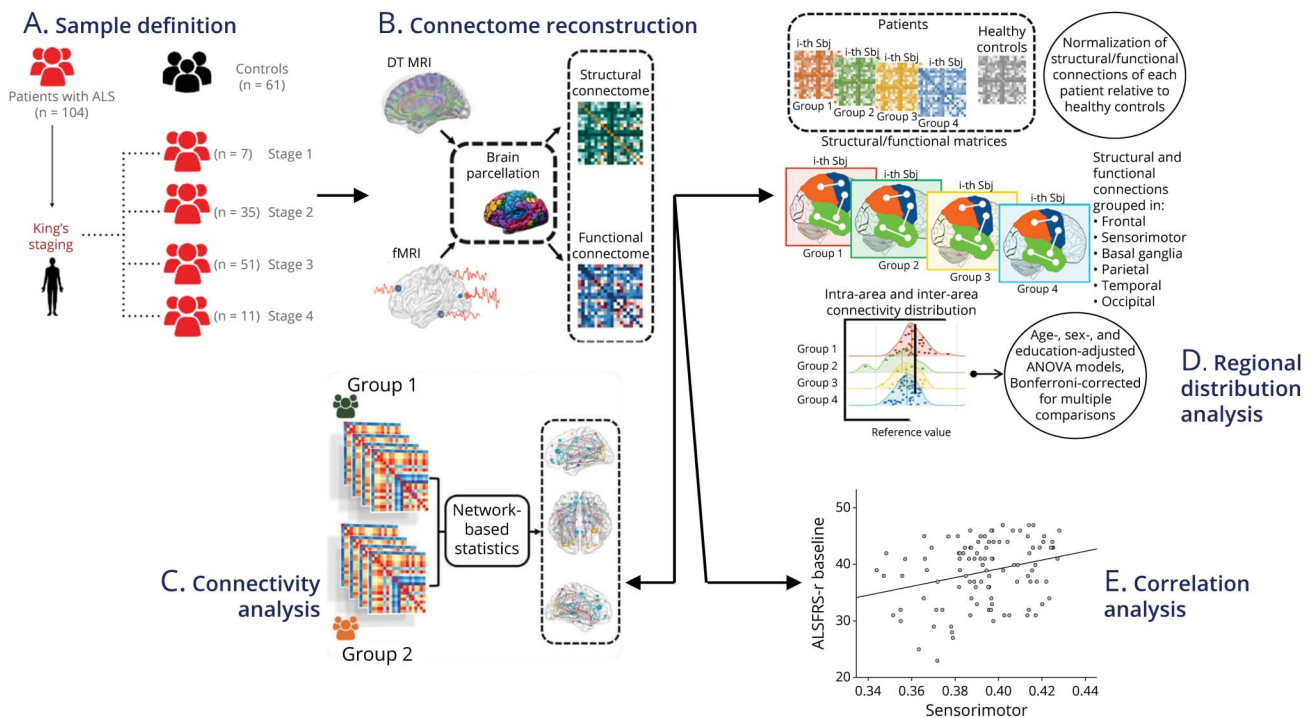 A. Sample definition
Patients with ALS
(n = 104)
Controls
(n = 61)
(n = 7) Stage 1
(n = 35) Stage 2
(n = 51) Stage 3
(n = 11) Stage 4
King's
staging
B. Connectome reconstruction
DT MRI
fMRI
Brain
parcellation
Structural
connectome
Functional
connectome
Patients
i-th Sbj
i-th Sbj
i-th Sbj
i-th Sbj
Group 1
Group 2
Group 3
Group 4
Healthy
controls
Structural/functional matrices
Normalization of
structural/functional
connections of each
patient relative to
healthy controls
i-th Sbj
i-th Sbj
i-th Sbj
i-th Sbj
Group 1
Group 2
Group 3
Group 4
Structural and
functional
connections
grouped in:
• Frontal
• Sensorimotor
• Basal ganglia
• Parietal
• Temporal
• Occipital
Intra-area and inter-area
connectivity distribution
Group 1
Group 2
Group 3
Group 4
Reference value
Age-, sex-, and
education-adjusted
ANOVA models,
Bonferroni-corrected
for multiple
comparisons
D. Regional
distribution
analysis
C. Connectivity
analysis
Group 1
Group 2
Network-
based
statistics
E. Correlation
analysis
ALSFRS-r baseline
50
40
30
20
0.34 0.36 0.38 0.40 0.42 0.44
Sensorimotor